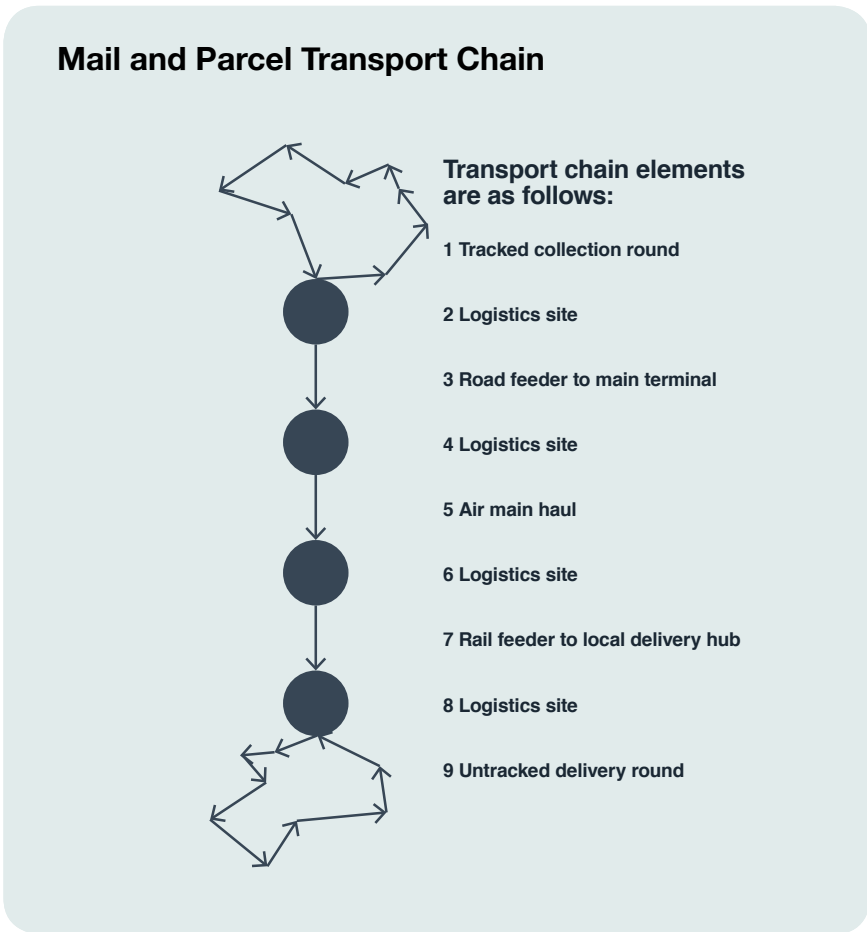 Mail and Parcel Transport Chain
Transport chain elements
are as follows:
1 Tracked collection round
2 Logistics site
3 Road feeder to main terminal
4 Logistics site
5 Air main haul
6 Logistics site
7 Rail feeder to local delivery hub
8 Logistics site
9 Untracked delivery round